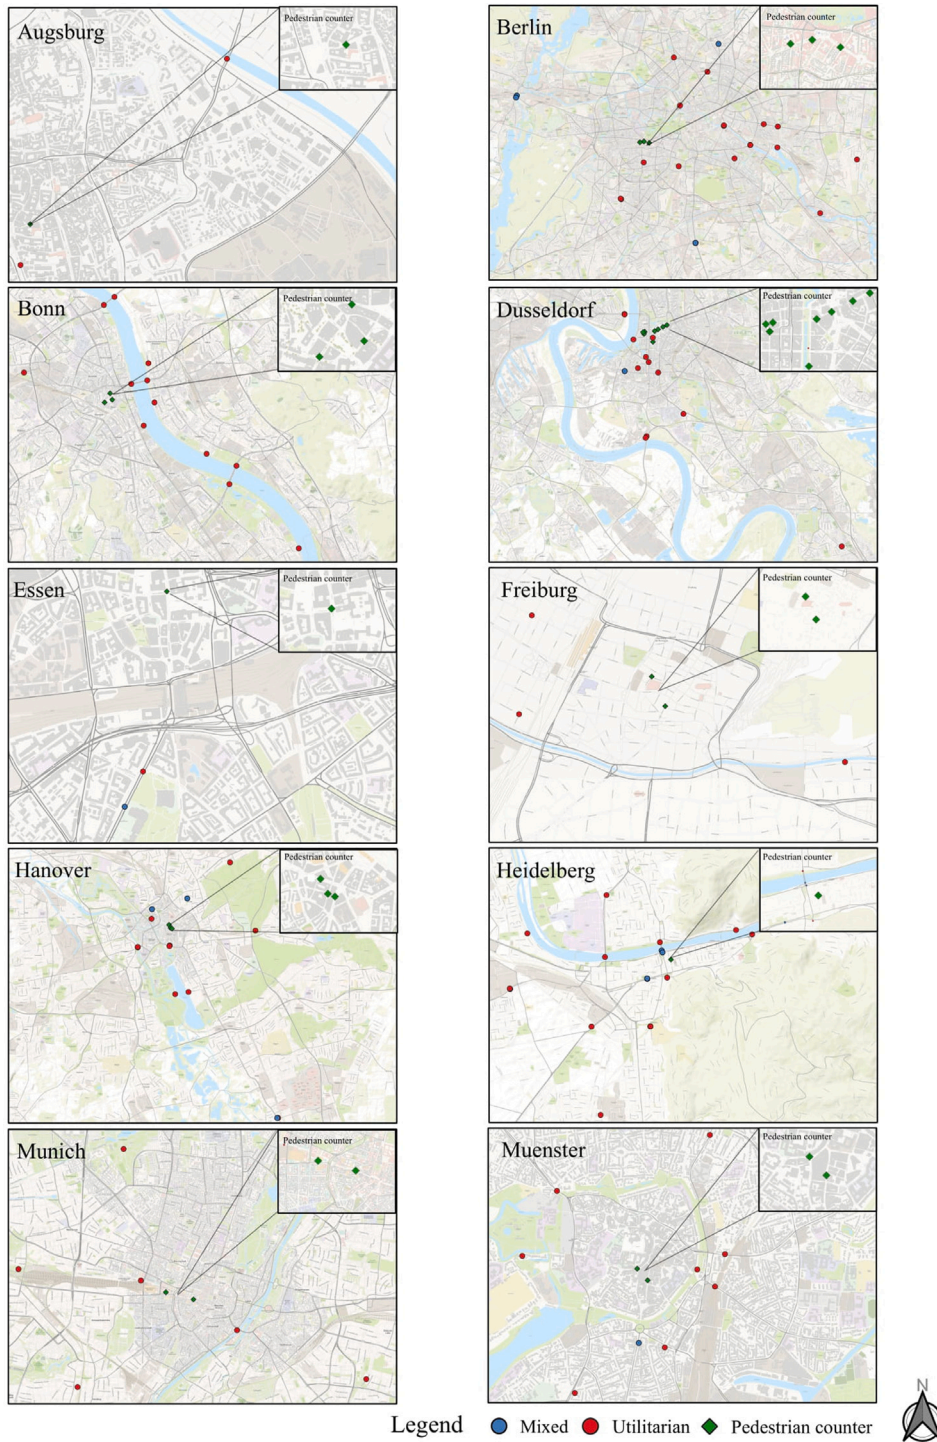 Augsburg
Pedestrian counter
Berlin
Pedestrian counter
Bonn
Pedestrian counter
Dusseldorf
Pedestrian counter
Essen
Pedestrian counter
Freiburg
Pedestrian counter
Hanover
Pedestrian counter
Heidelberg
Pedestrian counter
Munich
Pedestrian counter
Muenster
Pedestrian counter
Legend Mixed Utilitarian Pedestrian counter
N